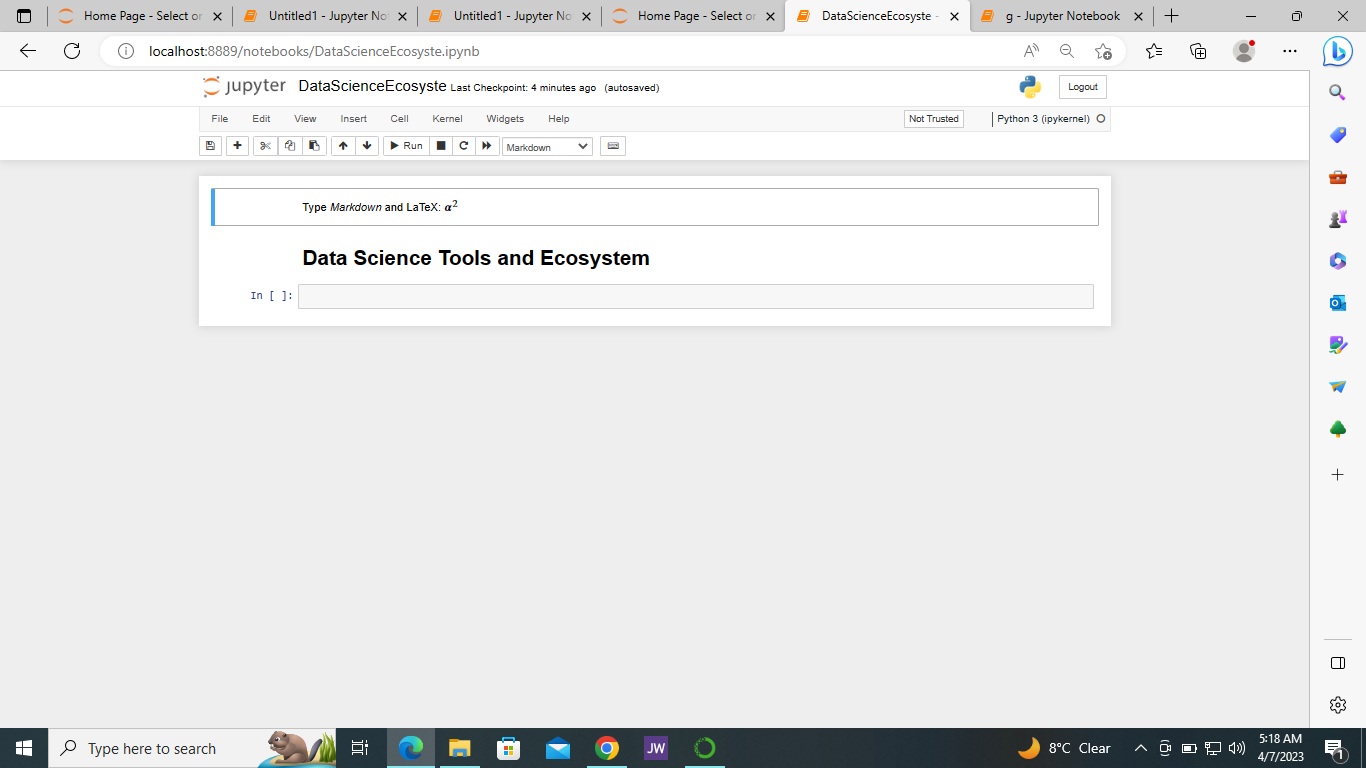 Home Page - Select or
Untitled1 - Jupyter No
Untitled1 - Jupyter No
Home Page - Select or
DataScienceEcosyste -
g - Jupyter Notebook
localhost:8889/notebooks/DataScienceEcosyste.ipynb
jupyter DataScienceEcosyste Last Checkpoint: 4 minutes ago (autosaved)
Logout
File Edit View Insert Cell Kernel Widgets Help
Not Trusted
Python 3 (ipykernel)
Run
Markdown
Type Markdown and LaTeX: α²
Data Science Tools and Ecosystem
In [ ]:
Type here to search
JW
8°C Clear
5:18 AM
4/7/2023
1